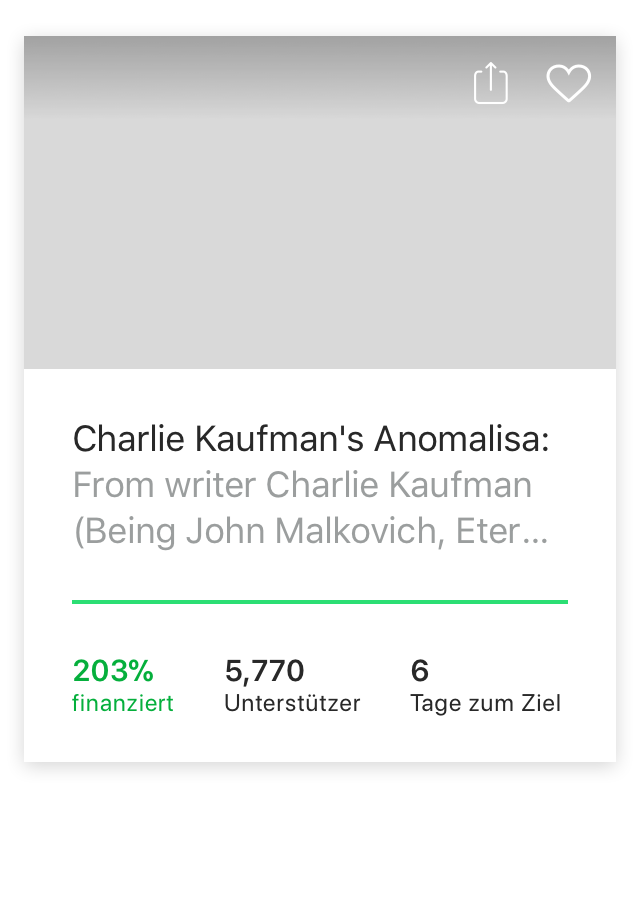 Charlie Kaufman's Anomalisa:
From writer Charlie Kaufman
(Being John Malkovich, Eter...
203% 5,770 6
finanziert Unterstützer Tage zum Ziel